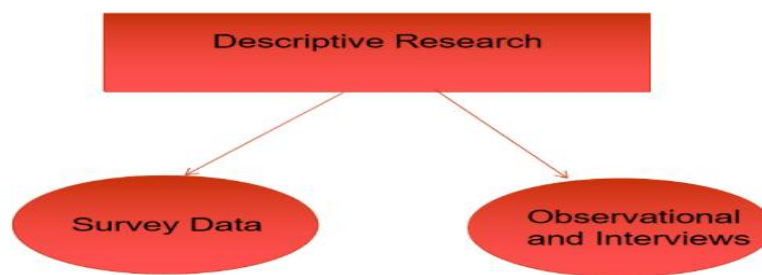 Descriptive Research
Survey Data
Observational
and Interviews